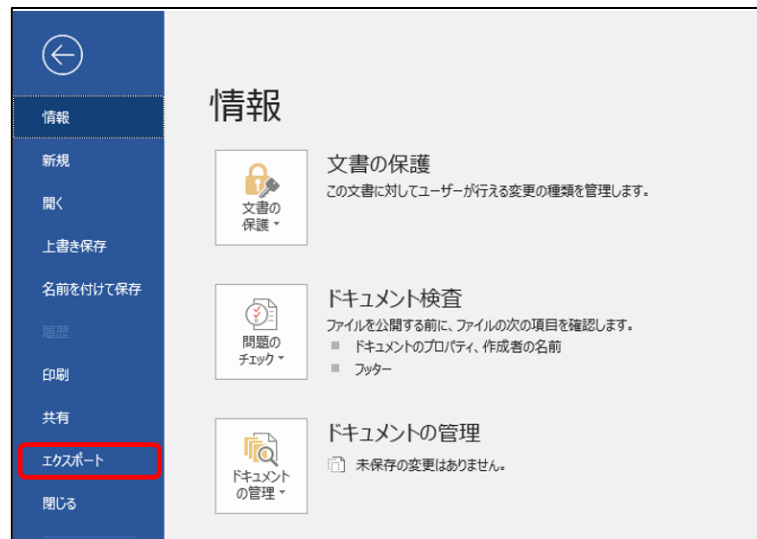 情報
新規
開く
上書き保存
名前を付けて保存
履歴
印刷
共有
エクスポート
閉じる
情報
文書の
保護
文書の保護
この文書に対してユーザーが行える変更の種類を管理します。
問題の
チェック
ドキュメント検査
ファイルを公開する前に、ファイルの次の項目を確認します。
ドキュメントのプロパティ、作成者の名前
フッター
ドキュメント
の管理
ドキュメントの管理
未保存の変更はありません。